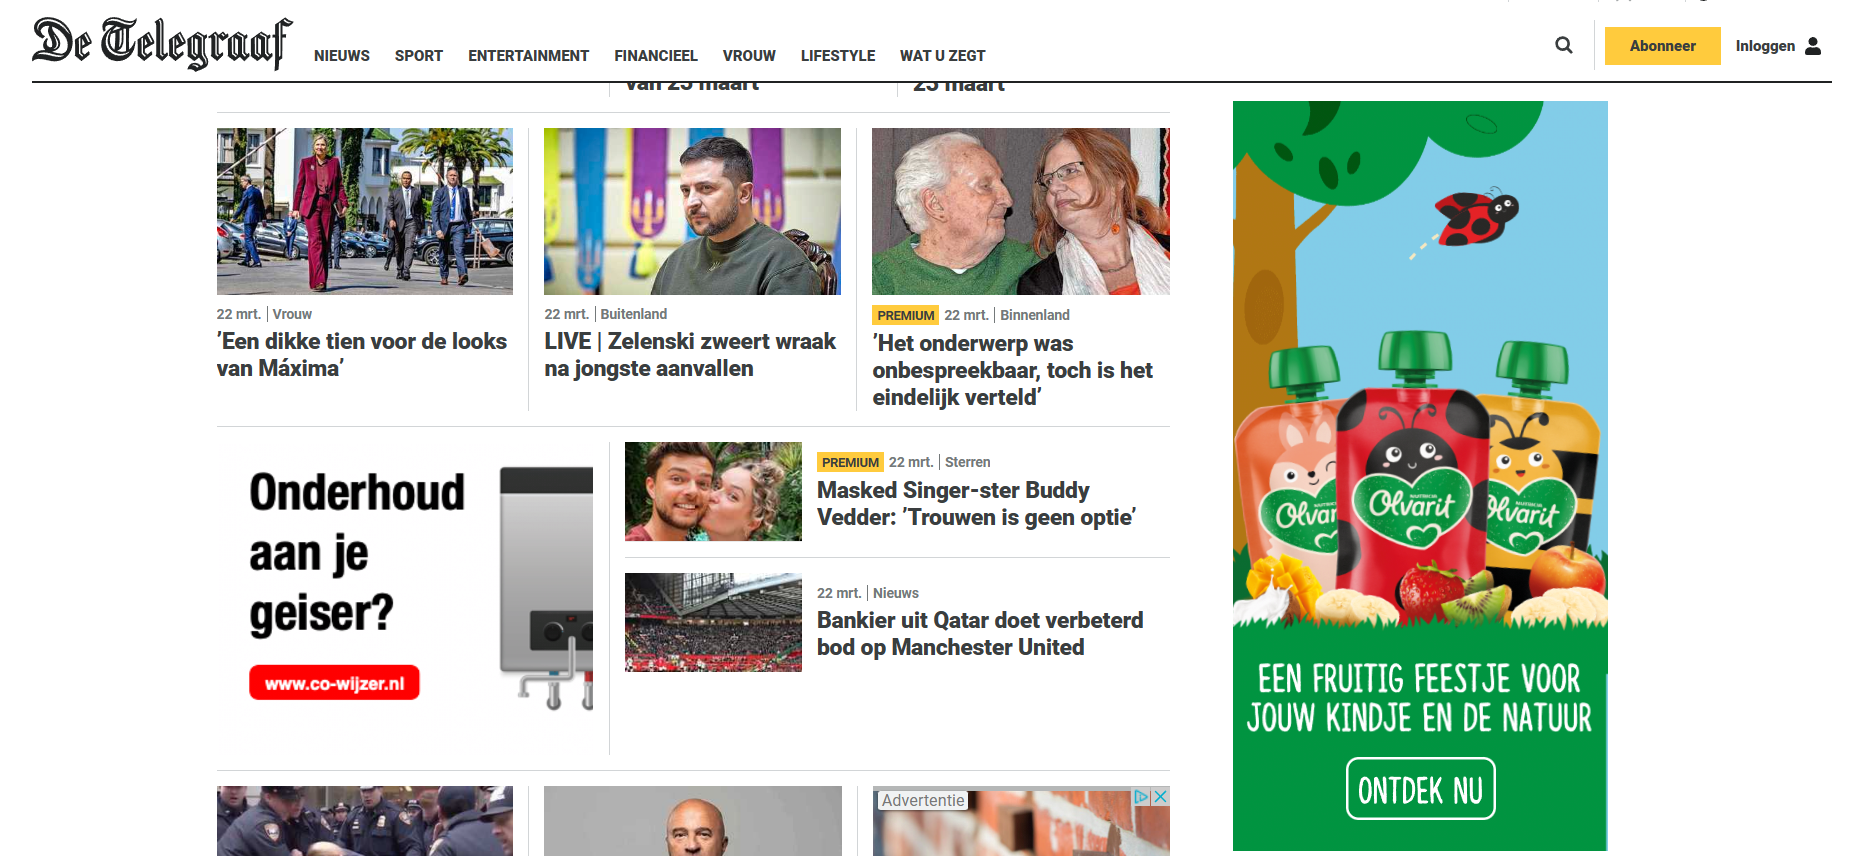 De Telegraaf
NIEUWS
SPORT
ENTERTAINMENT
FINANCIEEL
VROUW
LIFESTYLE
WAT U ZEGT
Abonneer
Inloggen
van 23 maart
23 maart
22 mrt. | Vrouw
’Een dikke tien voor de looks
van Máxima’
22 mrt. | Buitenland
LIVE | Zelenski zweert wraak
na jongste aanvallen
PREMIUM 22 mrt. | Binnenland
’Het onderwerp was
onbespreekbaar, toch is het
eindelijk verteld’
Onderhoud
aan je
geiser?
www.co-wijzer.nl
PREMIUM 22 mrt. | Sterren
Masked Singer-ster Buddy
Vedder: ’Trouwen is geen optie’
22 mrt. | Nieuws
Bankier uit Qatar doet verbeterd
bod op Manchester United
Advertentie
NUTRICIA
Olvarit
Olvarit
Olvarit
EEN FRUITIG FEESTJE VOOR
JOUW KINDJE EN DE NATUUR
ONTDEK NU